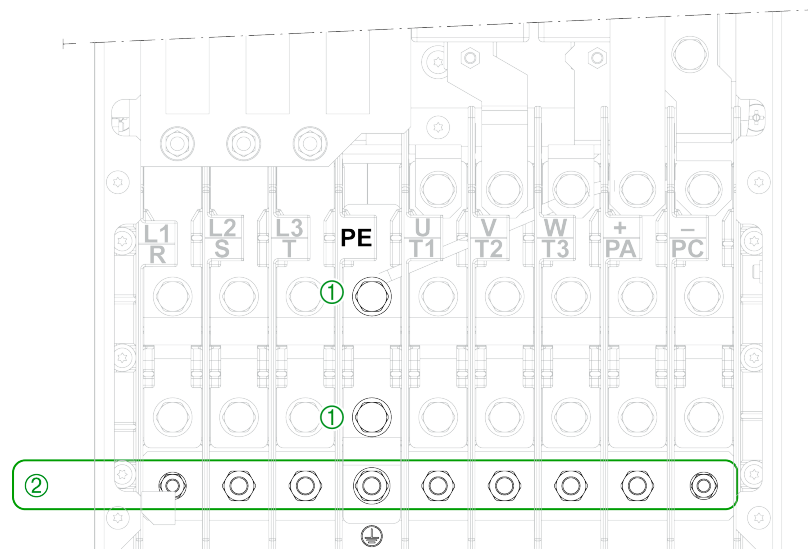 L1 L2 L3 PE U V W + –
R S T T1 T2 T3 PA PC
①
①
②